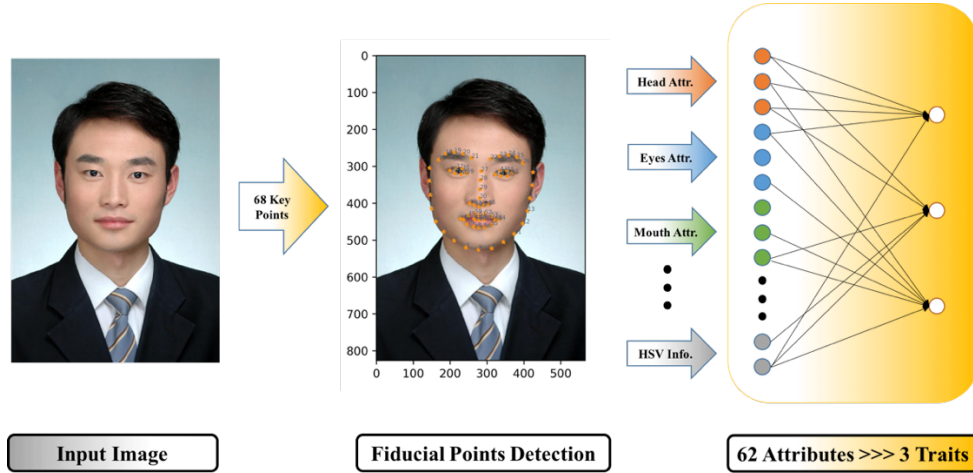 68 Key
Points
0
100
200
300
400
500
600
700
800
0
100
200
300
400
500
Head Attr.
Eyes Attr.
Mouth Attr.
HSV Info.
Input Image
Fiducial Points Detection
62 Attributes >>> 3 Traits